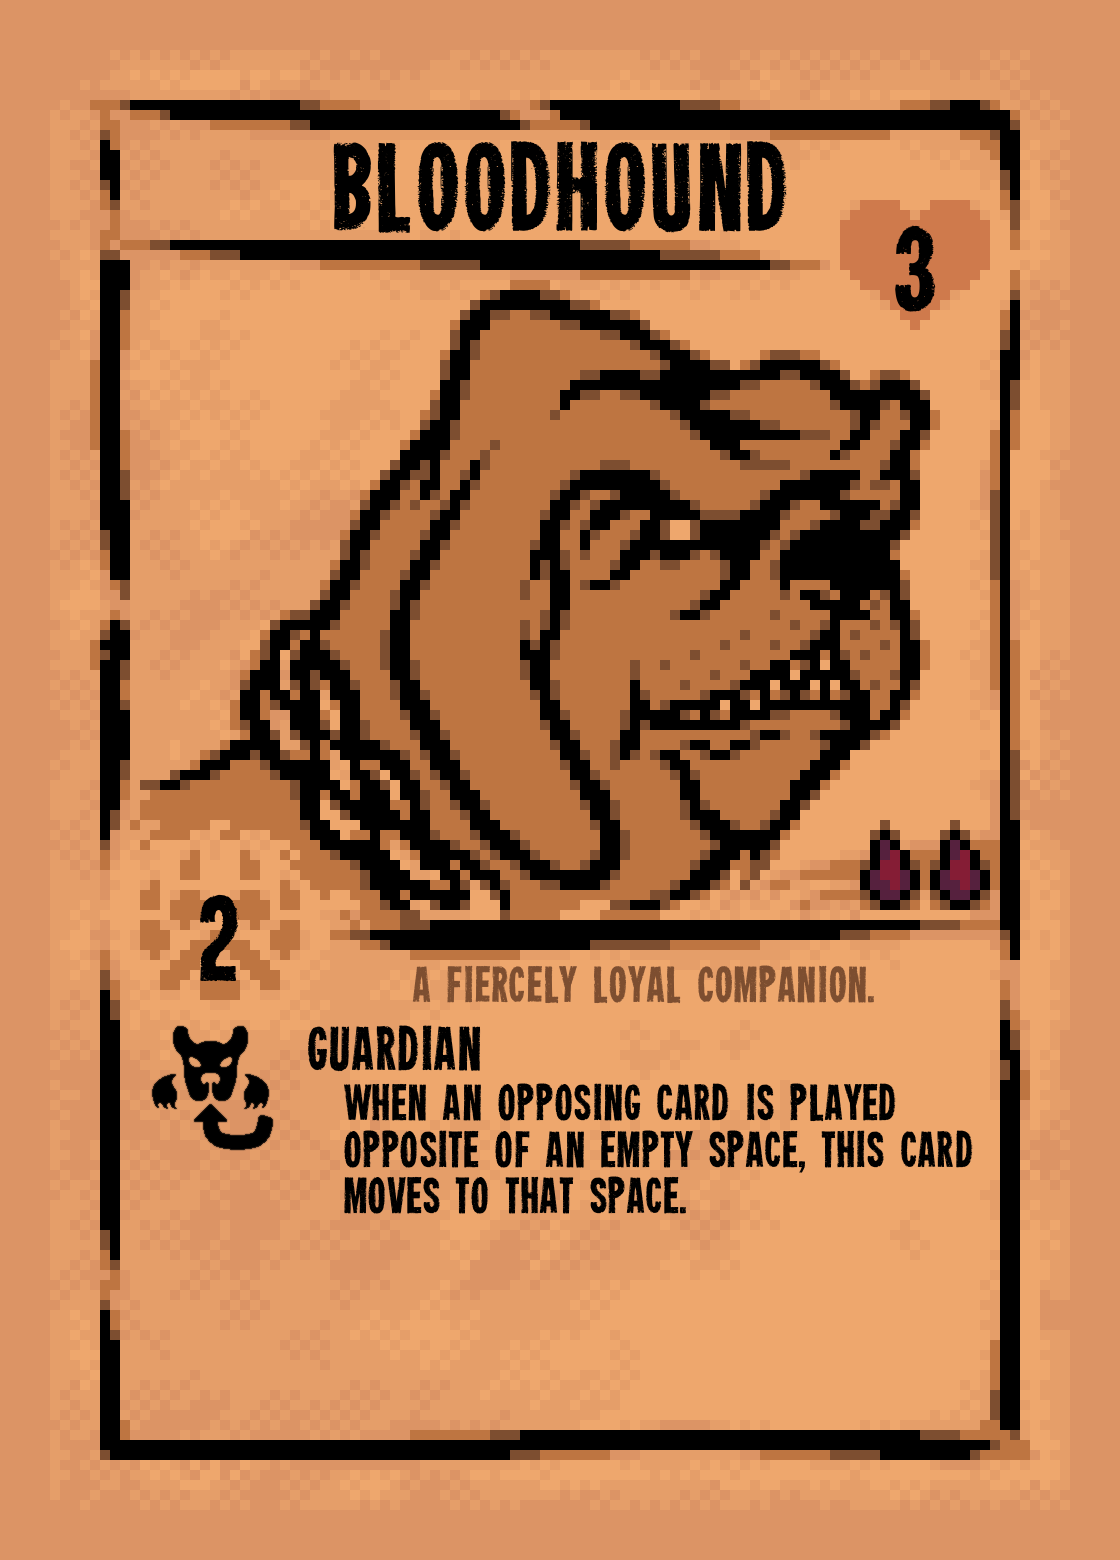 BLOODHOUND
3
2
A FIERCELY LOYAL COMPANION.
GUARDIAN
WHEN AN OPPOSING CARD IS PLAYED
OPPOSITE OF AN EMPTY SPACE, THIS CARD
MOVES TO THAT SPACE.